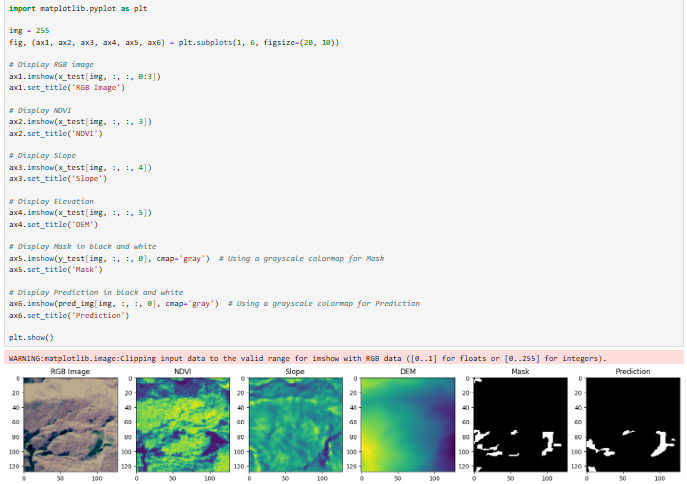 import matplotlib.pyplot as plt
img = 255
fig, (ax1, ax2, ax3, ax4, ax5, ax6) = plt.subplots(1, 6, figsize=(20, 10))
# Display RGB image
ax1.imshow(x_test[img, :, :, 0:3])
ax1.set_title('RGB Image')
# Display NDVI
ax2.imshow(x_test[img, :, :, 3])
ax2.set_title('NDVI')
# Display Slope
ax3.imshow(x_test[img, :, :, 4])
ax3.set_title('Slope')
# Display Elevation
ax4.imshow(x_test[img, :, :, 5])
ax4.set_title('DEM')
# Display Mask in black and white
ax5.imshow(y_test[img, :, :, 0], cmap='gray')  # Using a grayscale colormap for Mask
ax5.set_title('Mask')
# Display Prediction in black and white
ax6.imshow(pred_img[img, :, :, 0], cmap='gray')  # Using a grayscale colormap for Prediction
ax6.set_title('Prediction')
plt.show()
WARNING:matplotlib.image:Clipping input data to the valid range for imshow with RGB data ([0..1] for floats or [0..255] for integers).
RGB Image NDVI Slope DEM Mask Prediction
0 0 0 0 0 0
20 20 20 20 20 20
40 40 40 40 40 40
60 60 60 60 60 60
80 80 80 80 80 80
100 100 100 100 100 100
120 120 120 120 120 120
0 50 100 0 50 100 0 50 100 0 50 100 0 50 100 0 50 100